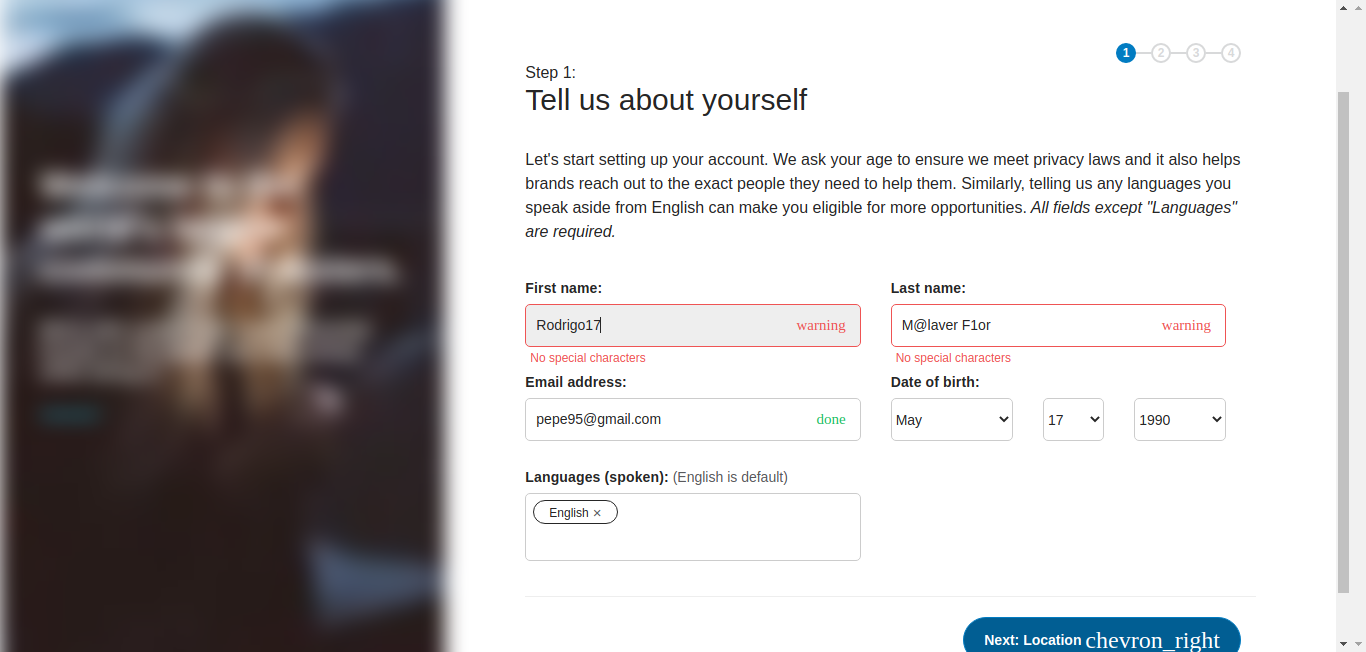 1 2 3 4
Step 1:
Tell us about yourself
Let's start setting up your account. We ask your age to ensure we meet privacy laws and it also helps
brands reach out to the exact people they need to help them. Similarly, telling us any languages you
speak aside from English can make you eligible for more opportunities. All fields except "Languages"
are required.
First name:
Last name:
Rodrigo17 warning
M@laver F1or warning
No special characters
No special characters
Email address:
Date of birth:
pepe95@gmail.com done
May 17 1990
Languages (spoken): (English is default)
English ×
Next: Location chevron_right